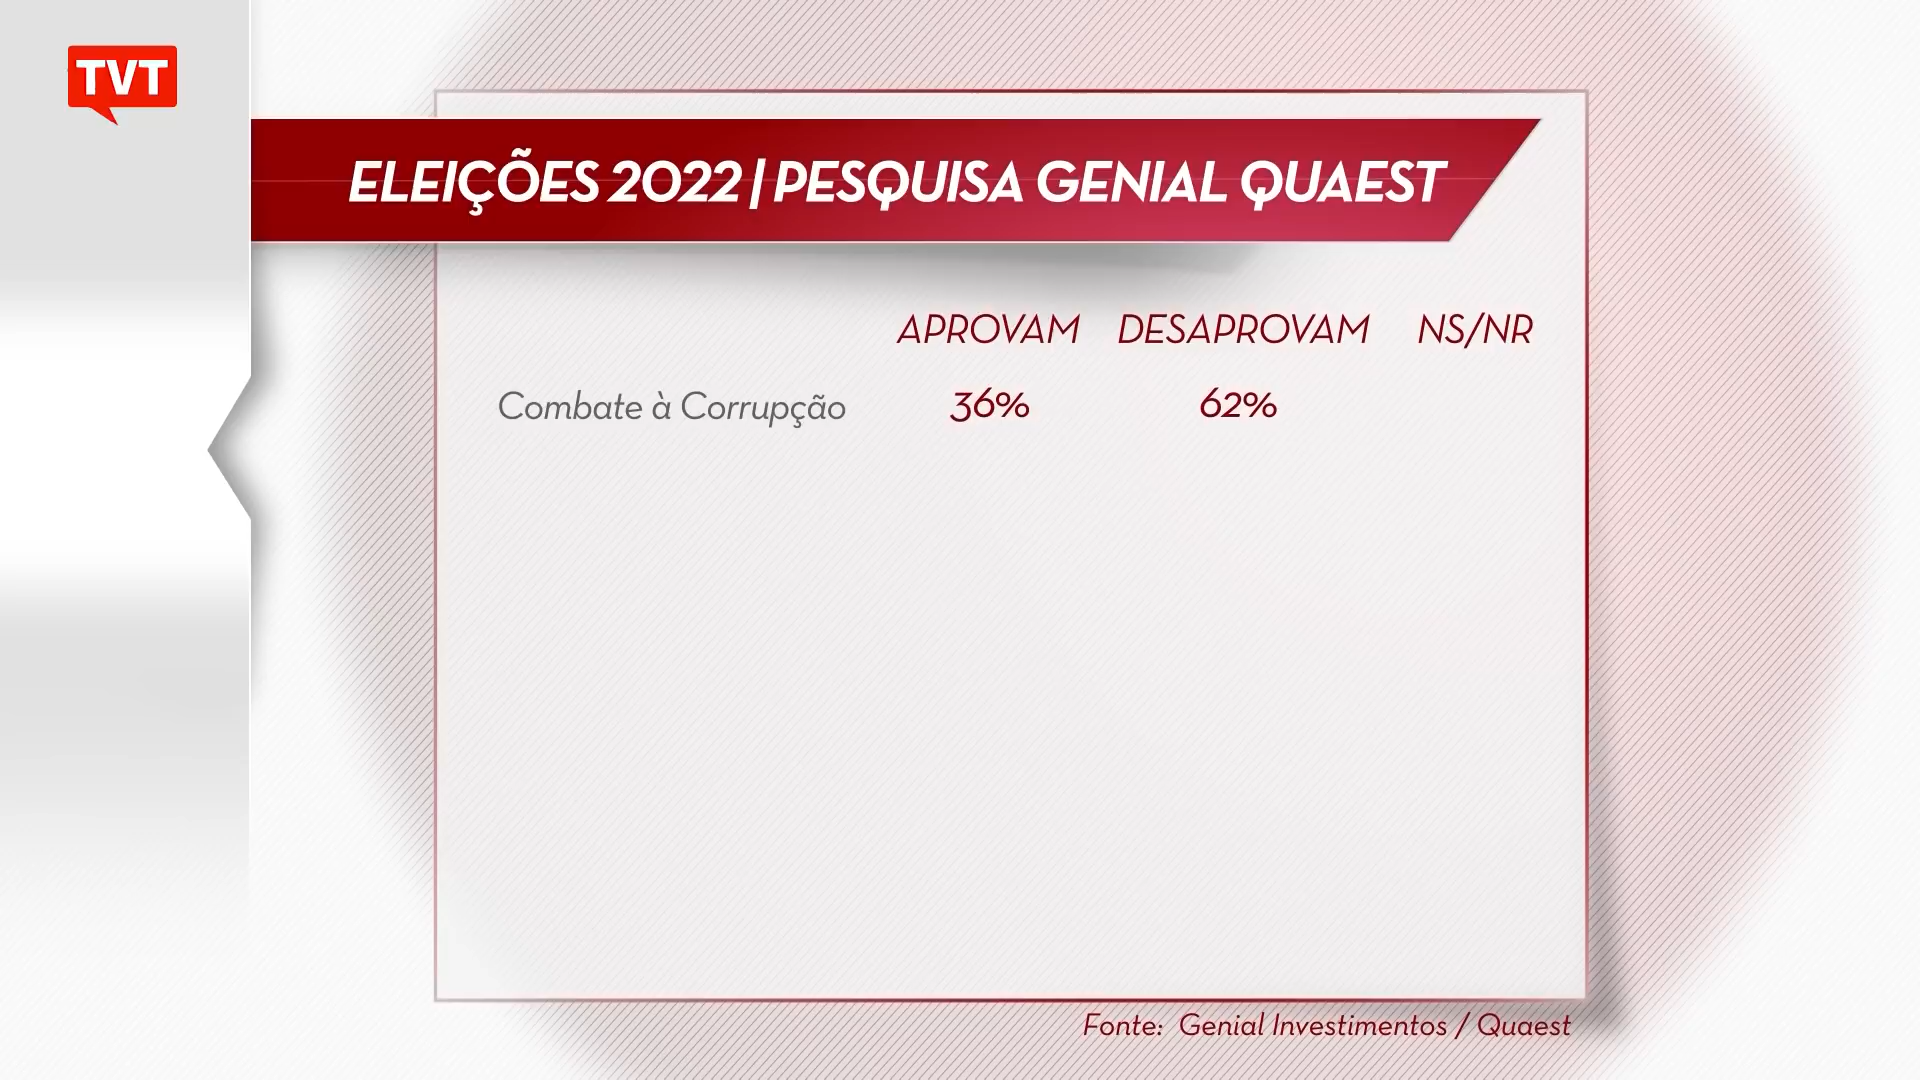 TVT
ELEIÇÕES 2022 | PESQUISA GENIAL QUAEST
APROVAM DESAPROVAM NS/NR
Combate à Corrupção 36% 62%
Fonte: Genial Investimentos / Quaest